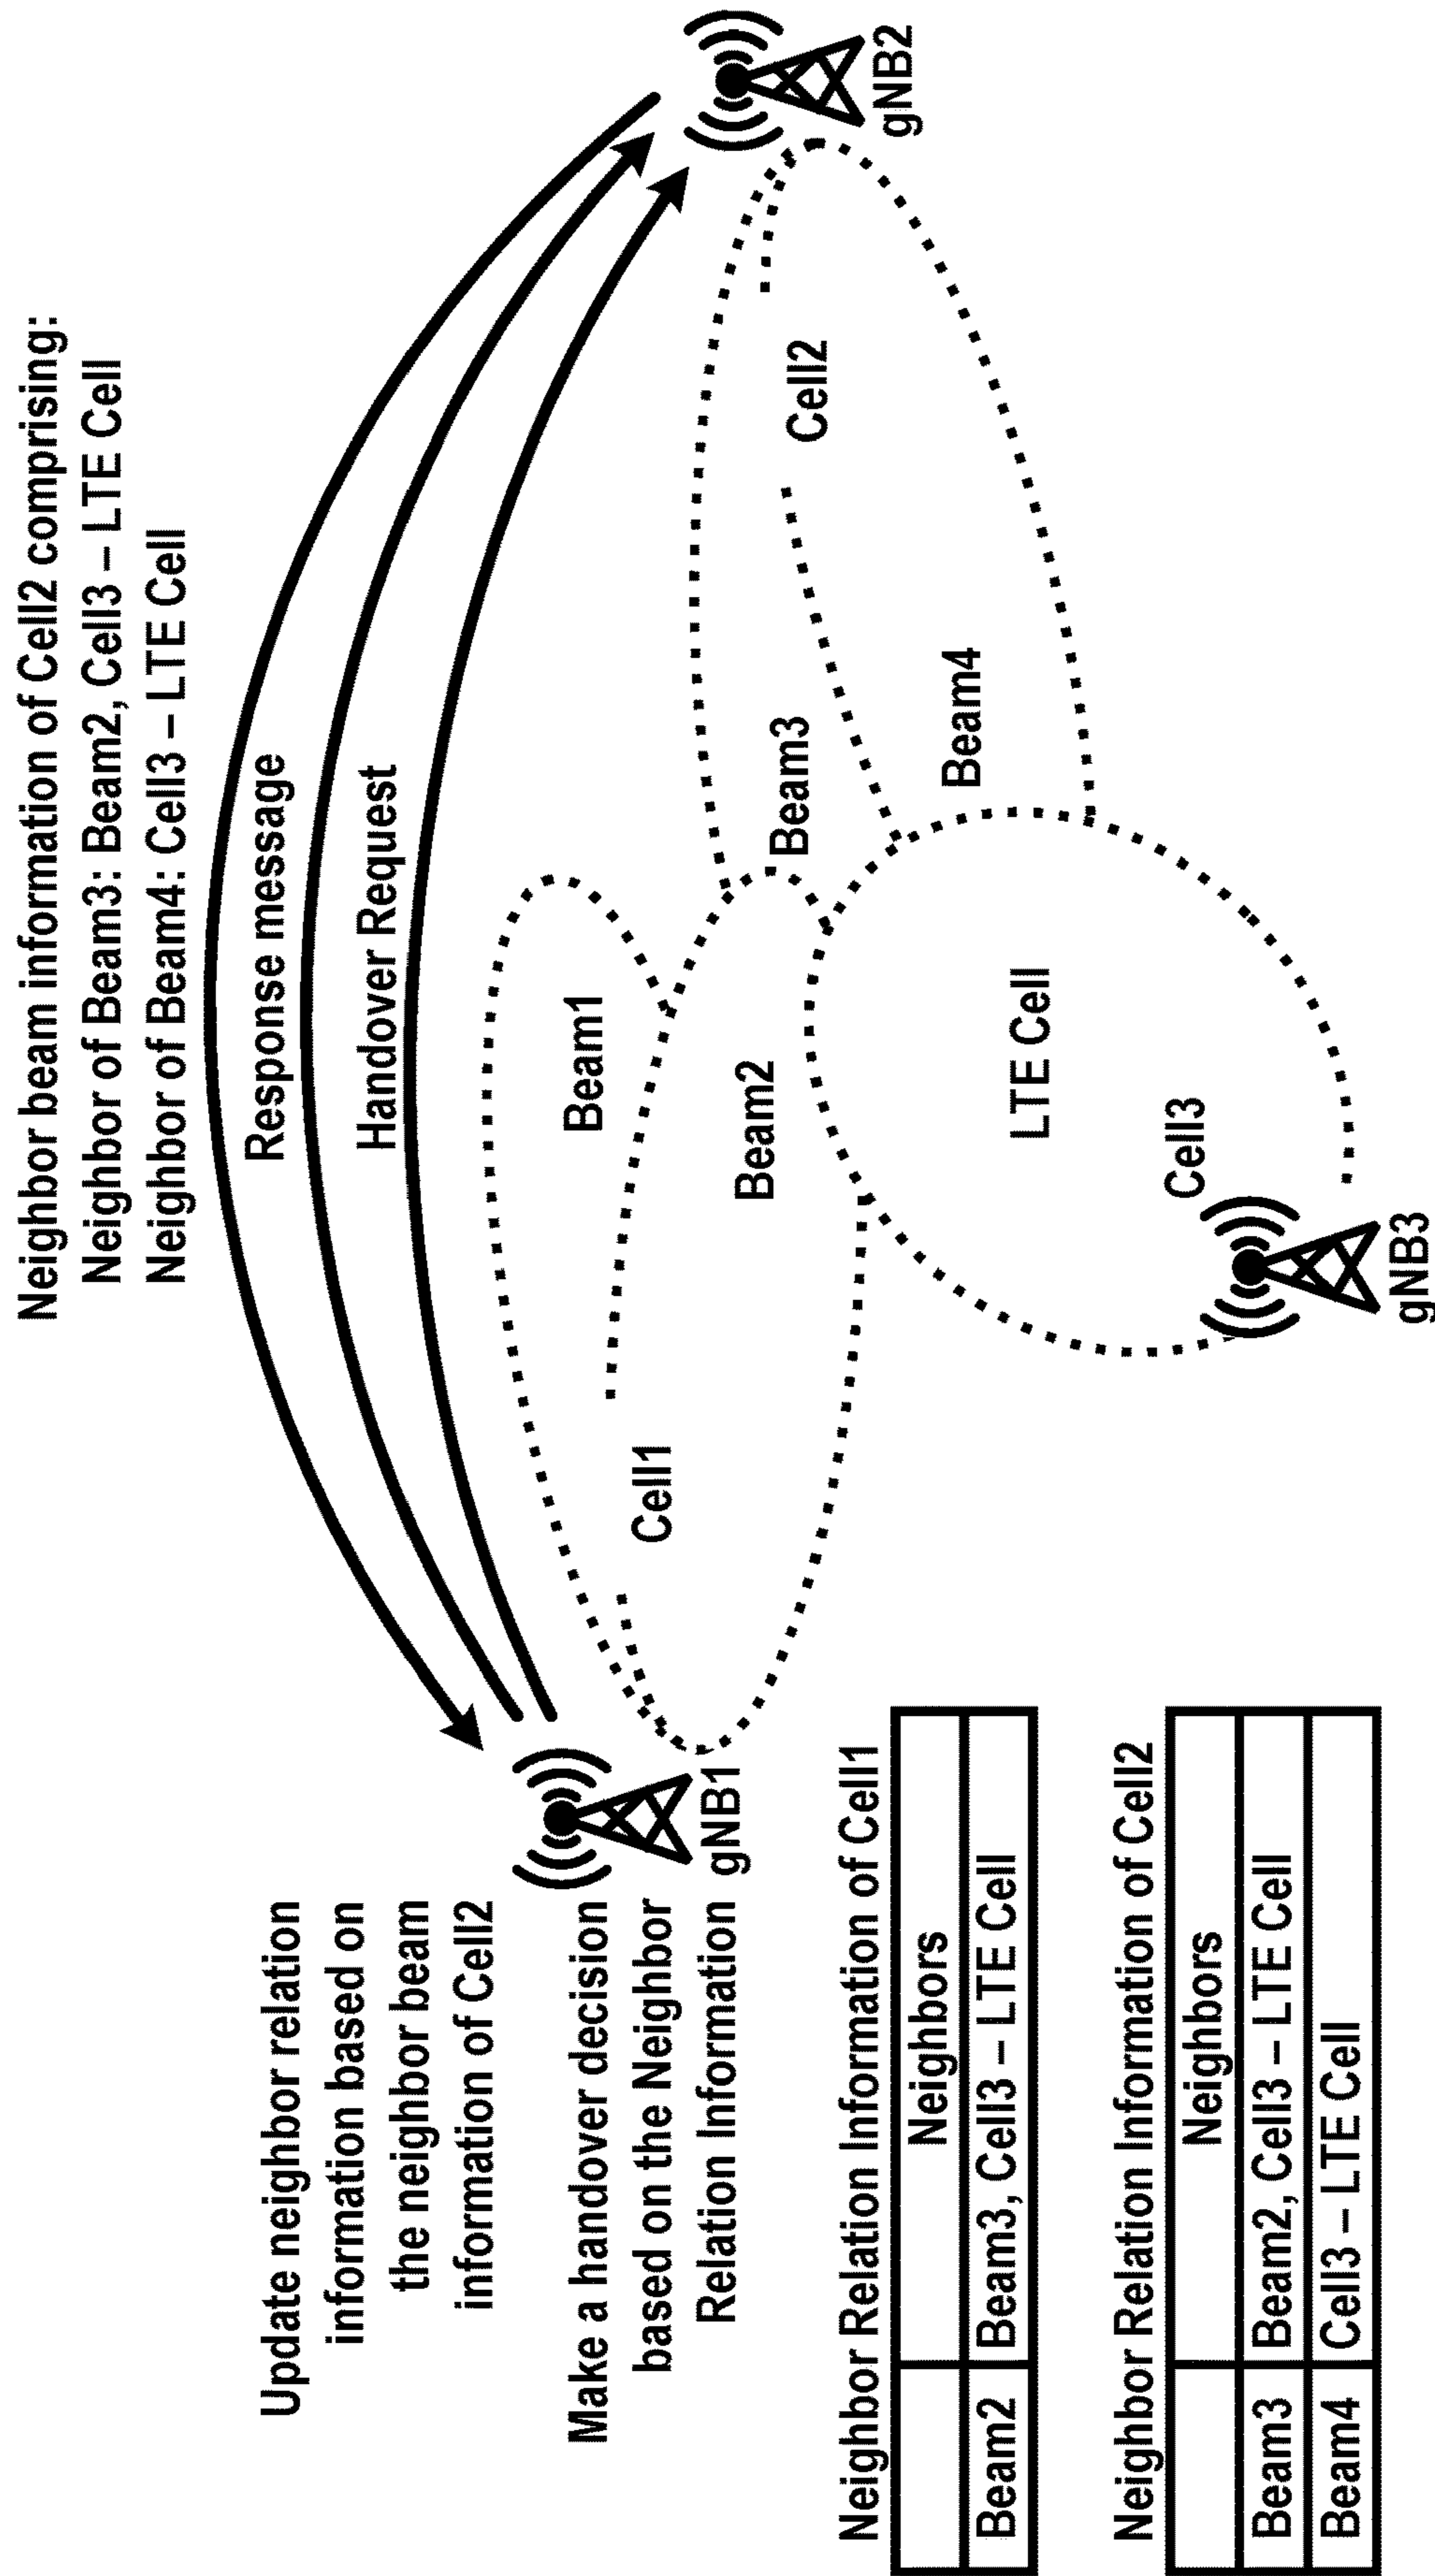 Neighbor beam information of Cell2 comprising:
Neighbor of Beam3: Beam2, Cell3 – LTE Cell
Neighbor of Beam4: Cell3 – LTE Cell
Response message
Handover Request
Update neighbor relation
information based on
the neighbor beam
information of Cell2
Make a handover decision
based on the Neighbor
Relation Information
gNB1
gNB2
Cell1
Beam1
Beam2
Beam3
Cell2
Beam4
LTE Cell
Cell3
gNB3
Neighbor Relation Information of Cell1
Neighbors
Beam2 Beam3, Cell3 – LTE Cell
Neighbor Relation Information of Cell2
Neighbors
Beam3 Beam2, Cell3 – LTE Cell
Beam4 Cell3 – LTE Cell